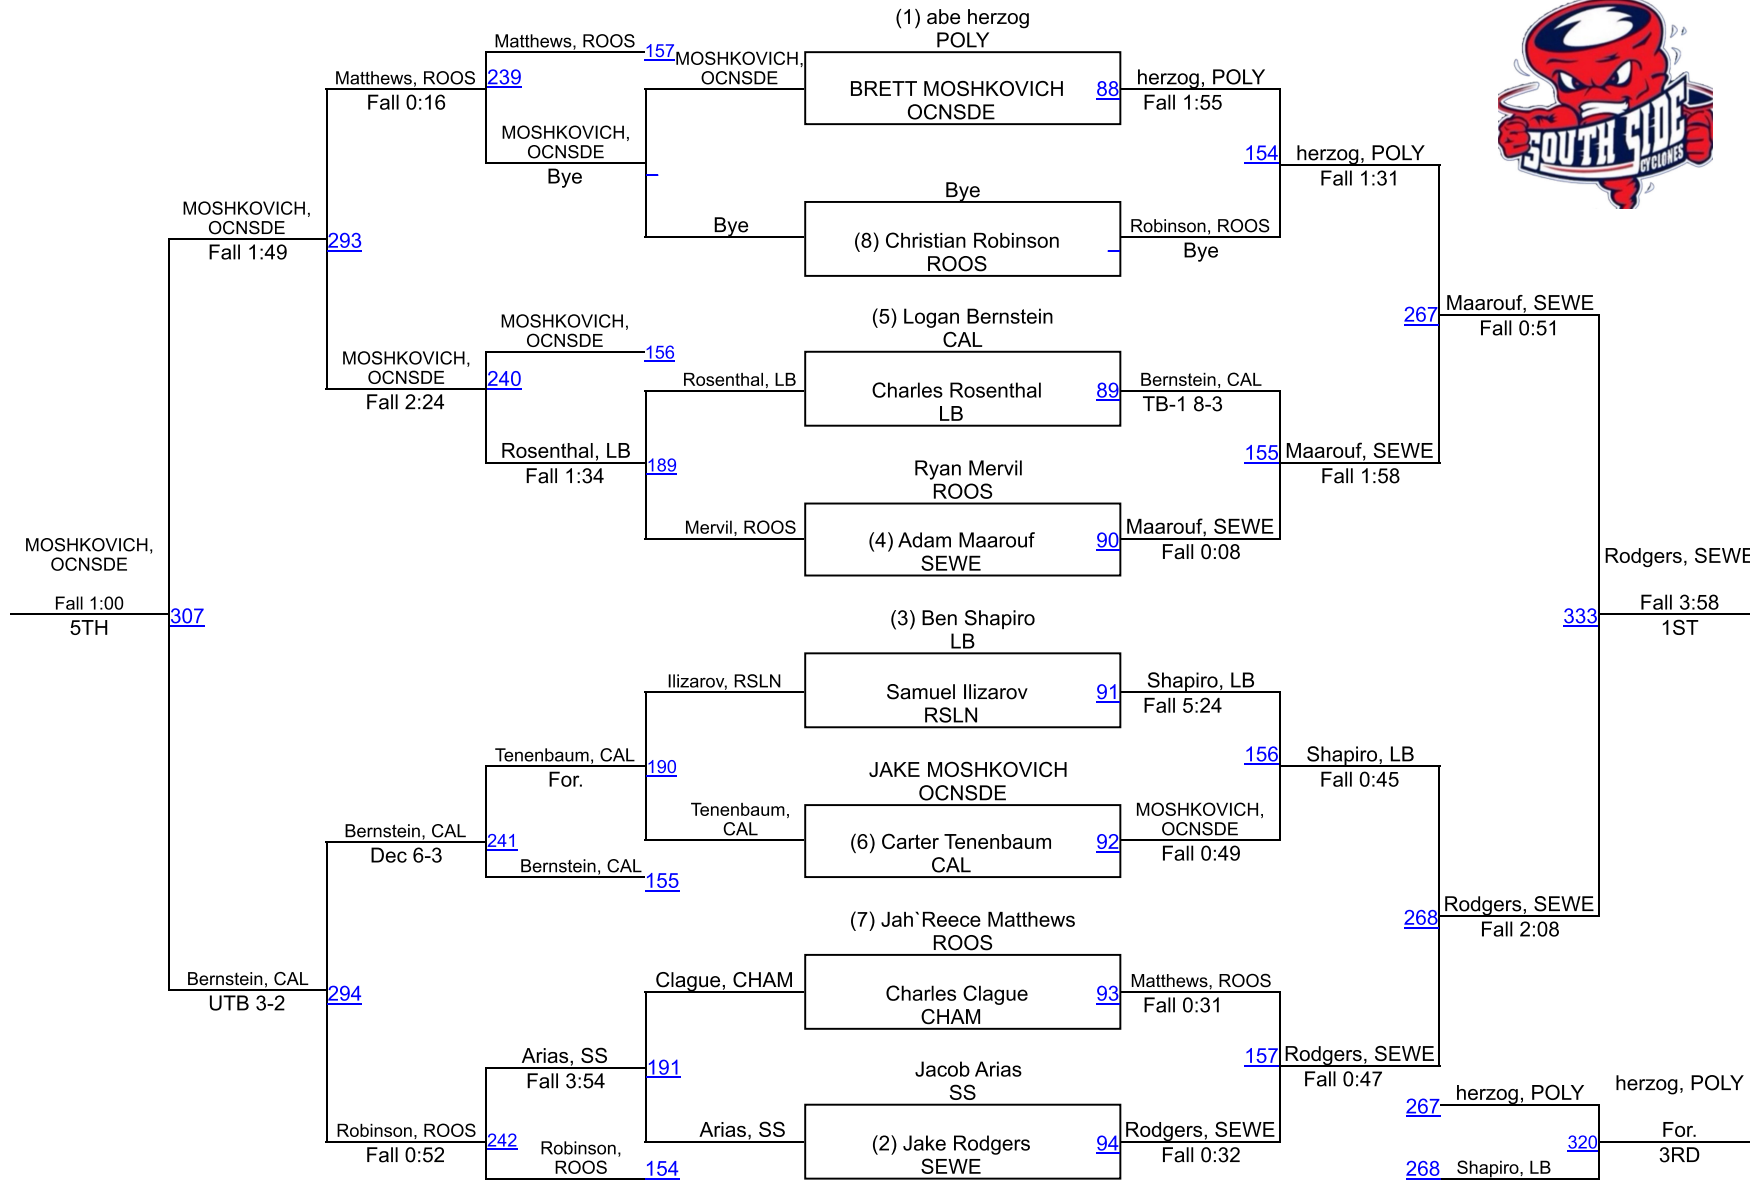 (1) abe herzog
POLY
Matthews, ROOS
157
MOSHKOVICH,
OCNSDE
Matthews, ROOS
239
Fall 0:16
BRETT MOSHKOVICH
OCNSDE
88
herzog, POLY
Fall 1:55
SOUTH SIDE
CYCLONES
MOSHKOVICH,
OCNSDE
Bye
154
herzog, POLY
Fall 1:31
Bye
MOSHKOVICH,
OCNSDE
Fall 1:49
293
Bye
(8) Christian Robinson
ROOS
Robinson, ROOS
Bye
(5) Logan Bernstein
CAL
267
Maarouf, SEWE
Fall 0:51
MOSHKOVICH,
OCNSDE
156
MOSHKOVICH,
OCNSDE
240
Fall 2:24
Rosenthal, LB
Charles Rosenthal
LB
89
Bernstein, CAL
TB-1 8-3
Rosenthal, LB
Fall 1:34
189
155
Maarouf, SEWE
Fall 1:58
Ryan Mervil
ROOS
Mervil, ROOS
(4) Adam Maarouf
SEWE
90
Maarouf, SEWE
Fall 0:08
MOSHKOVICH,
OCNSDE
Fall 1:00
5TH
307
Rodgers, SEWE
333
Fall 3:58
1ST
(3) Ben Shapiro
LB
Ilizarov, RSLN
Samuel Ilizarov
RSLN
91
Shapiro, LB
Fall 5:24
Tenenbaum, CAL
For.
190
156
Shapiro, LB
Fall 0:45
JAKE MOSHKOVICH
OCNSDE
Tenenbaum,
CAL
(6) Carter Tenenbaum
CAL
92
MOSHKOVICH,
OCNSDE
Fall 0:49
Bernstein, CAL
Dec 6-3
241
Bernstein, CAL
155
(7) Jah`Reece Matthews
ROOS
268
Rodgers, SEWE
Fall 2:08
Bernstein, CAL
UTB 3-2
294
Clague, CHAM
Charles Clague
CHAM
93
Matthews, ROOS
Fall 0:31
Arias, SS
Fall 3:54
191
157
Rodgers, SEWE
Fall 0:47
Jacob Arias
SS
Robinson, ROOS
Fall 0:52
242
Robinson,
ROOS
154
Arias, SS
(2) Jake Rodgers
SEWE
94
Rodgers, SEWE
Fall 0:32
267
herzog, POLY
268
Shapiro, LB
320
herzog, POLY
For.
3RD